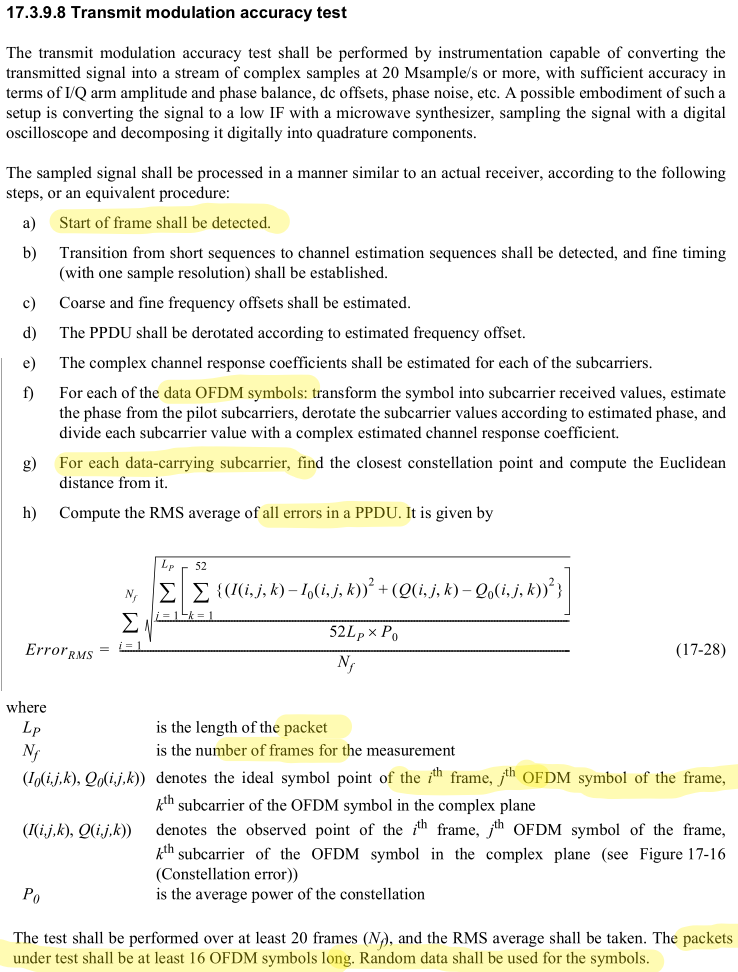 17.3.9.8 Transmit modulation accuracy test
The transmit modulation accuracy test shall be performed by instrumentation capable of converting the
transmitted signal into a stream of complex samples at 20 Msample/s or more, with sufficient accuracy in
terms of I/Q arm amplitude and phase balance, dc offsets, phase noise, etc. A possible embodiment of such a
setup is converting the signal to a low IF with a microwave synthesizer, sampling the signal with a digital
oscilloscope and decomposing it digitally into quadrature components.
The sampled signal shall be processed in a manner similar to an actual receiver, according to the following
steps, or an equivalent procedure:
a) Start of frame shall be detected.
b) Transition from short sequences to channel estimation sequences shall be detected, and fine timing
(with one sample resolution) shall be established.
c) Coarse and fine frequency offsets shall be estimated.
d) The PPDU shall be derotated according to estimated frequency offset.
e) The complex channel response coefficients shall be estimated for each of the subcarriers.
f) For each of the data OFDM symbols: transform the symbol into subcarrier received values, estimate
the phase from the pilot subcarriers, derotate the subcarrier values according to estimated phase, and
divide each subcarrier value with a complex estimated channel response coefficient.
g) For each data-carrying subcarrier, find the closest constellation point and compute the Euclidean
distance from it.
h) Compute the RMS average of all errors in a PPDU. It is given by
L_P 52
N_f ∑ [ ∑ {(I(i, j, k) – I_0(i, j, k))^2 + (Q(i, j, k) – Q_0(i, j, k))^2} ]
∑ √ j = 1 k = 1
52L_P × P_0
Error_RMS = i = 1 (17-28)
N_f
where
L_P is the length of the packet
N_f is the number of frames for the measurement
(I_0(i,j,k), Q_0(i,j,k)) denotes the ideal symbol point of the i^th frame, j^th OFDM symbol of the frame,
k^th subcarrier of the OFDM symbol in the complex plane
(I(i,j,k), Q(i,j,k)) denotes the observed point of the i^th frame, j^th OFDM symbol of the frame,
k^th subcarrier of the OFDM symbol in the complex plane (see Figure 17-16
(Constellation error))
P_0 is the average power of the constellation
The test shall be performed over at least 20 frames (N_f), and the RMS average shall be taken. The packets
under test shall be at least 16 OFDM symbols long. Random data shall be used for the symbols.